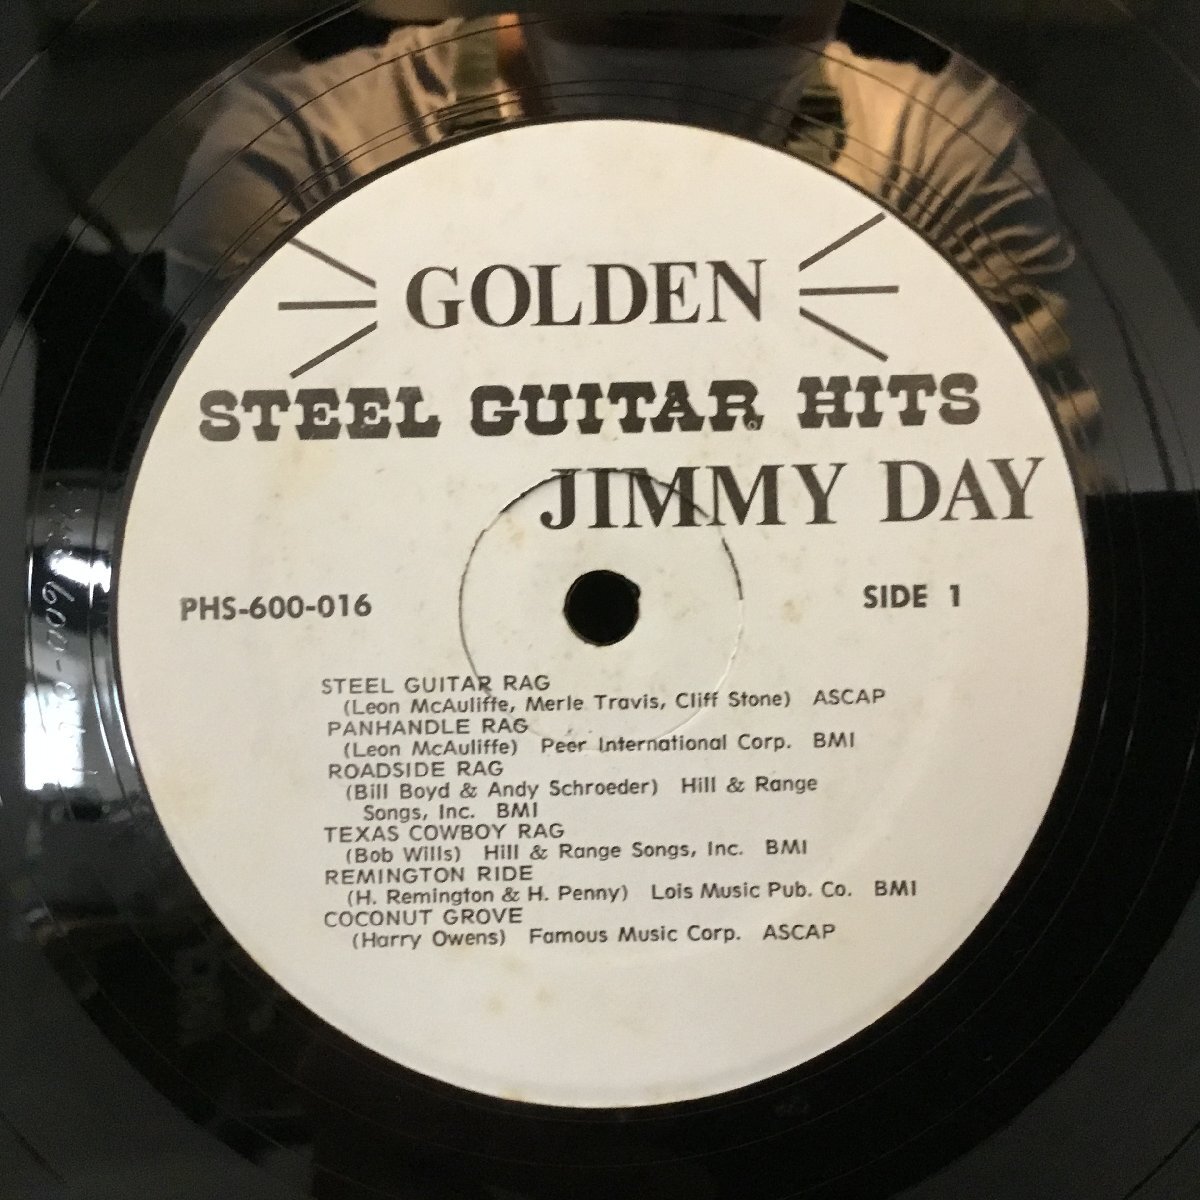 GOLDEN
STEEL GUITAR HITS
JIMMY DAY
PHS-600-016 SIDE 1
STEEL GUITAR RAG
(Leon McAuliffe, Merle Travis, Cliff Stone) ASCAP
PANHANDLE RAG
(Leon McAuliffe) Peer International Corp. BMI
ROADSIDE RAG
(Bill Boyd & Andy Schroeder) Hill & Range
Songs, Inc. BMI
TEXAS COWBOY RAG
(Bob Wills) Hill & Range Songs, Inc. BMI
REMINGTON RIDE
(H. Remington & H. Penny) Lois Music Pub. Co. BMI
COCONUT GROVE
(Harry Owens) Famous Music Corp. ASCAP